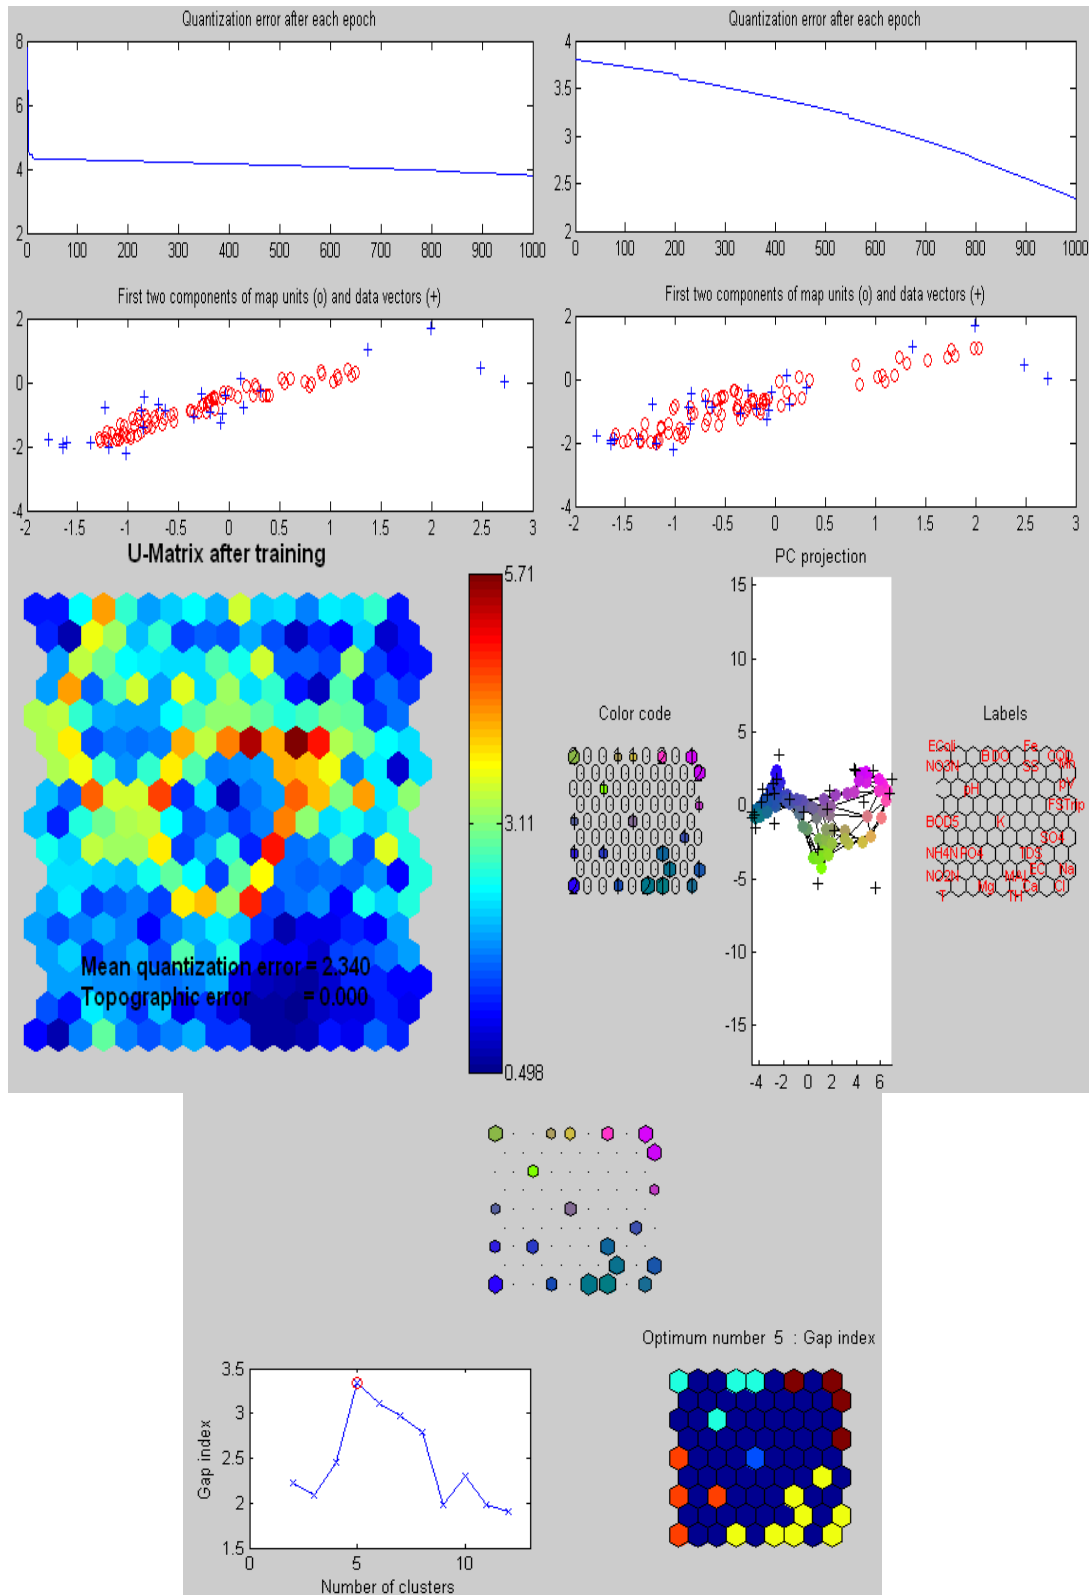 Quantization error after each epoch
8
6
4
2
0 100 200 300 400 500 600 700 800 900 1000
Quantization error after each epoch
4
3.5
3
2.5
2
0 100 200 300 400 500 600 700 800 900 1000
First two components of map units (o) and data vectors (+)
2
0
-2
-4
-2 -1.5 -1 -0.5 0 0.5 1 1.5 2 2.5 3
First two components of map units (o) and data vectors (+)
2
0
-2
-4
-2 -1.5 -1 -0.5 0 0.5 1 1.5 2 2.5 3
U-Matrix after training
5.71
3.11
0.498
Mean quantization error = 2.340
Topographic error = 0.000
Color code
PC projection
15
10
5
0
-5
-10
-15
-4 -2 0 2 4 6
Labels
EColi
Fe
BIDO
COD
NO3N
SS
Mn
pH
FSTrip
BOD5
K
SO4
NH4N
PO4
TDS
NO2N
EC
Na
MAL
T
Mg
Ca
Cl
TH
Optimum number 5 : Gap index
3.5
3
2.5
2
1.5
Gap index
0 5 10
Number of clusters